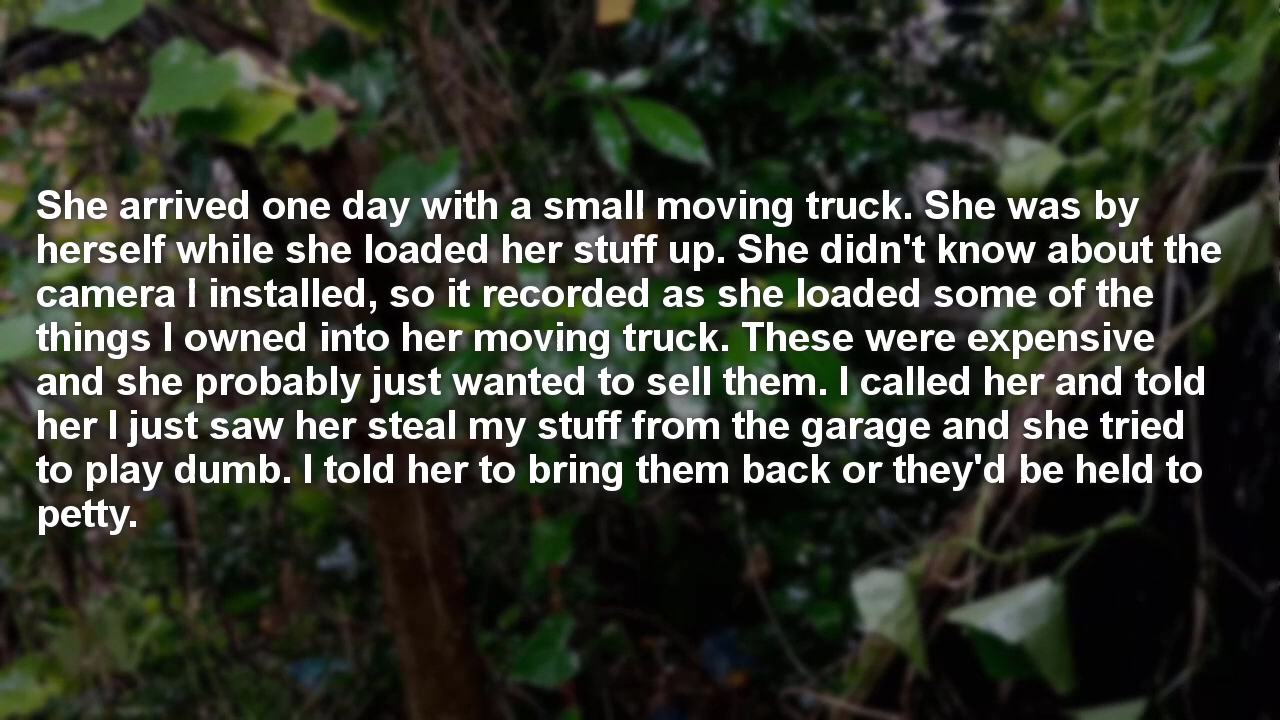 She arrived one day with a small moving truck. She was by
herself while she loaded her stuff up. She didn't know about the
camera I installed, so it recorded as she loaded some of the
things I owned into her moving truck. These were expensive
and she probably just wanted to sell them. I called her and told
her I just saw her steal my stuff from the garage and she tried
to play dumb. I told her to bring them back or they'd be held to
petty.